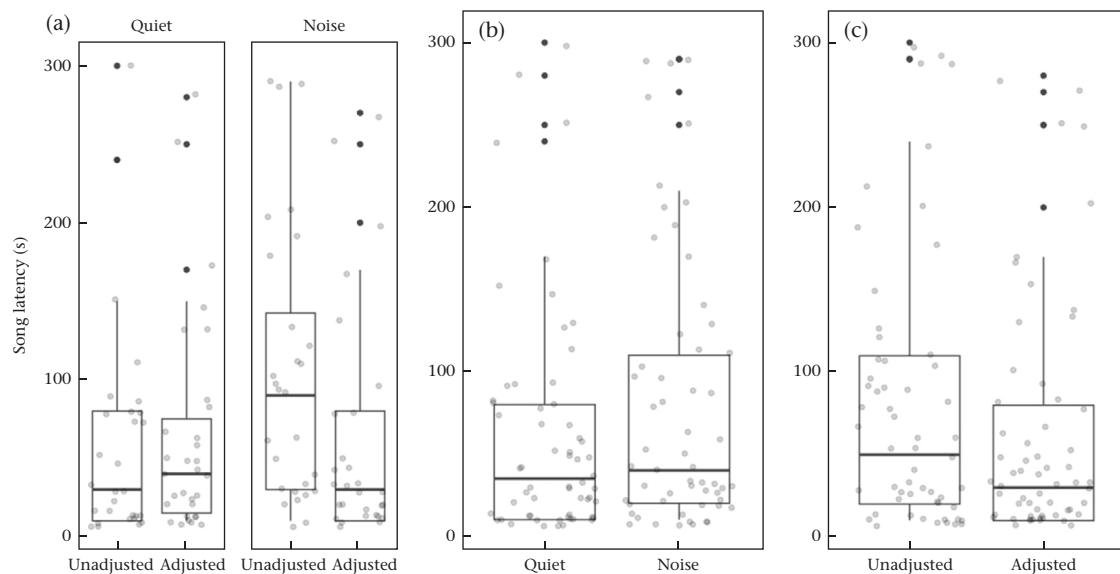 (a)
Quiet
Noise
300
200
100
0
Song latency (s)
Unadjusted Adjusted
Unadjusted Adjusted
(b)
300
200
100
0
Quiet
Noise
(c)
300
200
100
0
Unadjusted
Adjusted